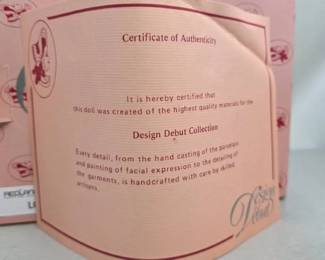 Certificate of Authenticity
It is hereby certified that
this doll was created of the highest quality materials for the
Design Debut Collection
Every detail, from the hand casting of the porcelain
and painting of facial expression to the detailing of
the garments, is handcrafted with care by skilled
artisans.
Design
Debut